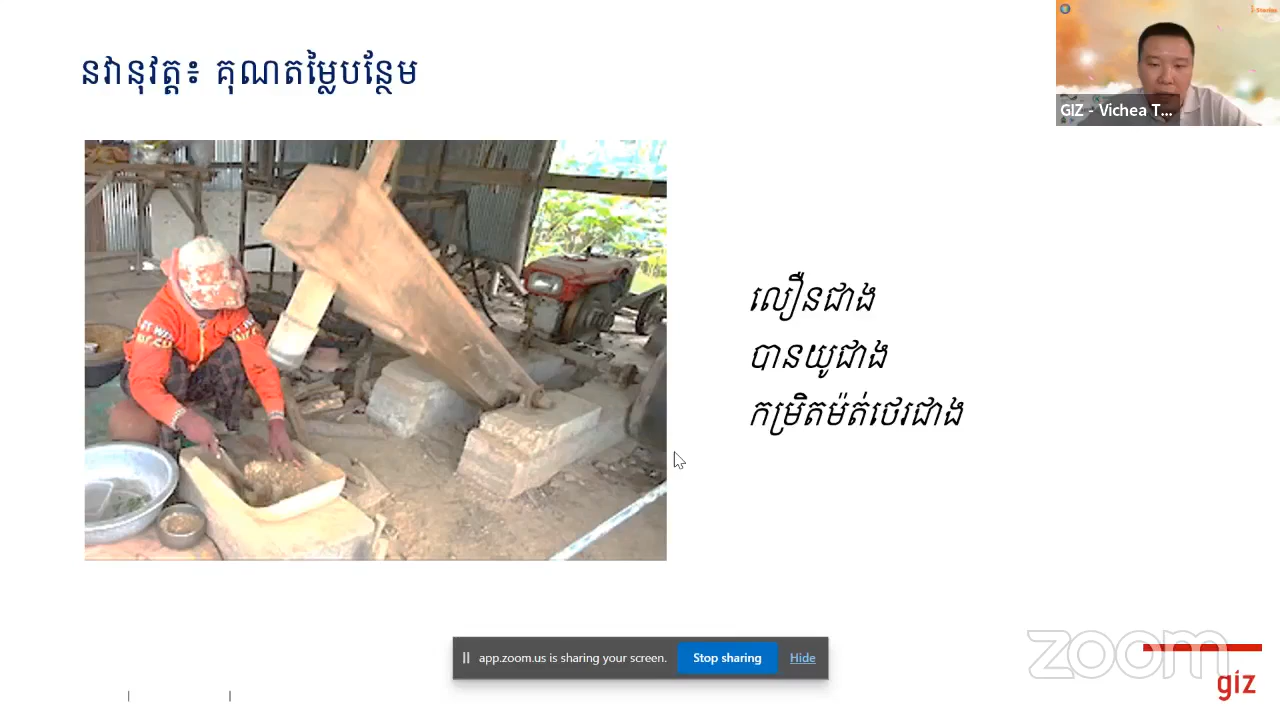 នវានុវត្ត៖ គុណតម្លៃបន្ថែម
GIZ - Vichea T...
លឿនជាង
បានយូជាង
កម្រិតម៉ត់ថេរជាង
app.zoom.us is sharing your screen.
Stop sharing
Hide
zoom
giz